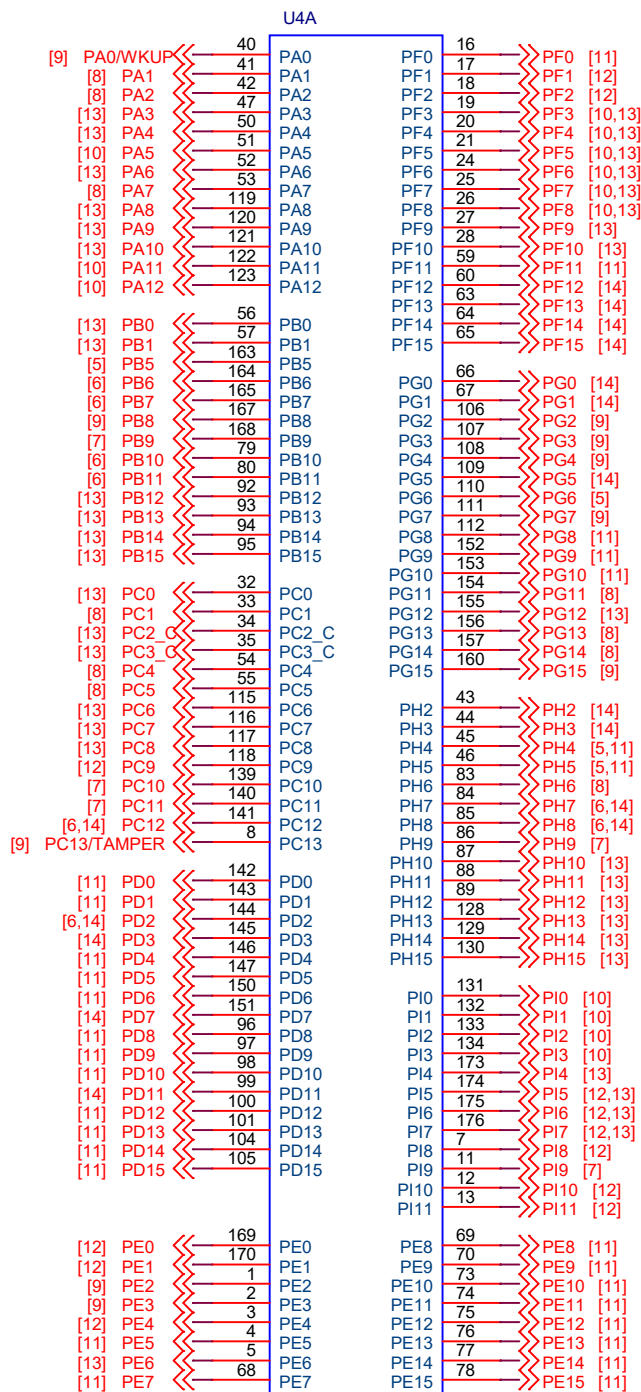 U4A
[9] PA0/WKUP 40 PA0
[8] PA1 41 PA1
[8] PA2 42 PA2
[13] PA3 47 PA3
[13] PA4 50 PA4
[10] PA5 51 PA5
[13] PA6 52 PA6
[8] PA7 53 PA7
[13] PA8 119 PA8
[13] PA9 120 PA9
[13] PA10 121 PA10
[10] PA11 122 PA11
[10] PA12 123 PA12
[13] PB0 56 PB0
[13] PB1 57 PB1
[5] PB5 163 PB5
[6] PB6 164 PB6
[6] PB7 165 PB7
[9] PB8 167 PB8
[7] PB9 168 PB9
[6] PB10 79 PB10
[6] PB11 80 PB11
[13] PB12 92 PB12
[13] PB13 93 PB13
[13] PB14 94 PB14
[13] PB15 95 PB15
[13] PC0 32 PC0
[8] PC1 33 PC1
[13] PC2_C 34 PC2_C
[13] PC3_C 35 PC3_C
[8] PC4 54 PC4
[8] PC5 55 PC5
[13] PC6 115 PC6
[13] PC7 116 PC7
[13] PC8 117 PC8
[12] PC9 118 PC9
[7] PC10 139 PC10
[7] PC11 140 PC11
[6,14] PC12 141 PC12
[9] PC13/TAMPER 8 PC13
[11] PD0 142 PD0
[11] PD1 143 PD1
[6,14] PD2 144 PD2
[14] PD3 145 PD3
[11] PD4 146 PD4
[11] PD5 147 PD5
[11] PD6 150 PD6
[14] PD7 151 PD7
[11] PD8 96 PD8
[11] PD9 97 PD9
[11] PD10 98 PD10
[14] PD11 99 PD11
[11] PD12 100 PD12
[11] PD13 101 PD13
[11] PD14 104 PD14
[11] PD15 105 PD15
[12] PE0 169 PE0
[12] PE1 170 PE1
[9] PE2 1 PE2
[9] PE3 2 PE3
[12] PE4 3 PE4
[11] PE5 4 PE5
[13] PE6 5 PE6
[11] PE7 68 PE7
PF0 16 PF0 [11]
PF1 17 PF1 [12]
PF2 18 PF2 [12]
PF3 19 PF3 [10,13]
PF4 20 PF4 [10,13]
PF5 21 PF5 [10,13]
PF6 24 PF6 [10,13]
PF7 25 PF7 [10,13]
PF8 26 PF8 [10,13]
PF9 27 PF9 [13]
PF10 28 PF10 [13]
PF11 59 PF11 [11]
PF12 60 PF12 [14]
PF13 63 PF13 [14]
PF14 64 PF14 [14]
PF15 65 PF15 [14]
PG0 66 PG0 [14]
PG1 67 PG1 [14]
PG2 106 PG2 [9]
PG3 107 PG3 [9]
PG4 108 PG4 [9]
PG5 109 PG5 [14]
PG6 110 PG6 [5]
PG7 111 PG7 [9]
PG8 112 PG8 [11]
PG9 152 PG9 [11]
PG10 153 PG10 [11]
PG11 154 PG11 [8]
PG12 155 PG12 [13]
PG13 156 PG13 [8]
PG14 157 PG14 [8]
PG15 160 PG15 [9]
PH2 43 PH2 [14]
PH3 44 PH3 [14]
PH4 45 PH4 [5,11]
PH5 46 PH5 [5,11]
PH6 83 PH6 [8]
PH7 84 PH7 [6,14]
PH8 85 PH8 [6,14]
PH9 86 PH9 [7]
PH10 87 PH10 [13]
PH11 88 PH11 [13]
PH12 89 PH12 [13]
PH13 128 PH13 [13]
PH14 129 PH14 [13]
PH15 130 PH15 [13]
PI0 131 PI0 [10]
PI1 132 PI1 [10]
PI2 133 PI2 [10]
PI3 134 PI3 [10]
PI4 173 PI4 [13]
PI5 174 PI5 [12,13]
PI6 175 PI6 [12,13]
PI7 176 PI7 [12,13]
PI8 7 PI8 [12]
PI9 11 PI9 [7]
PI10 12 PI10 [12]
PI11 13 PI11 [12]
PE8 69 PE8 [11]
PE9 70 PE9 [11]
PE10 73 PE10 [11]
PE11 74 PE11 [11]
PE12 75 PE12 [11]
PE13 76 PE13 [11]
PE14 77 PE14 [11]
PE15 78 PE15 [11]